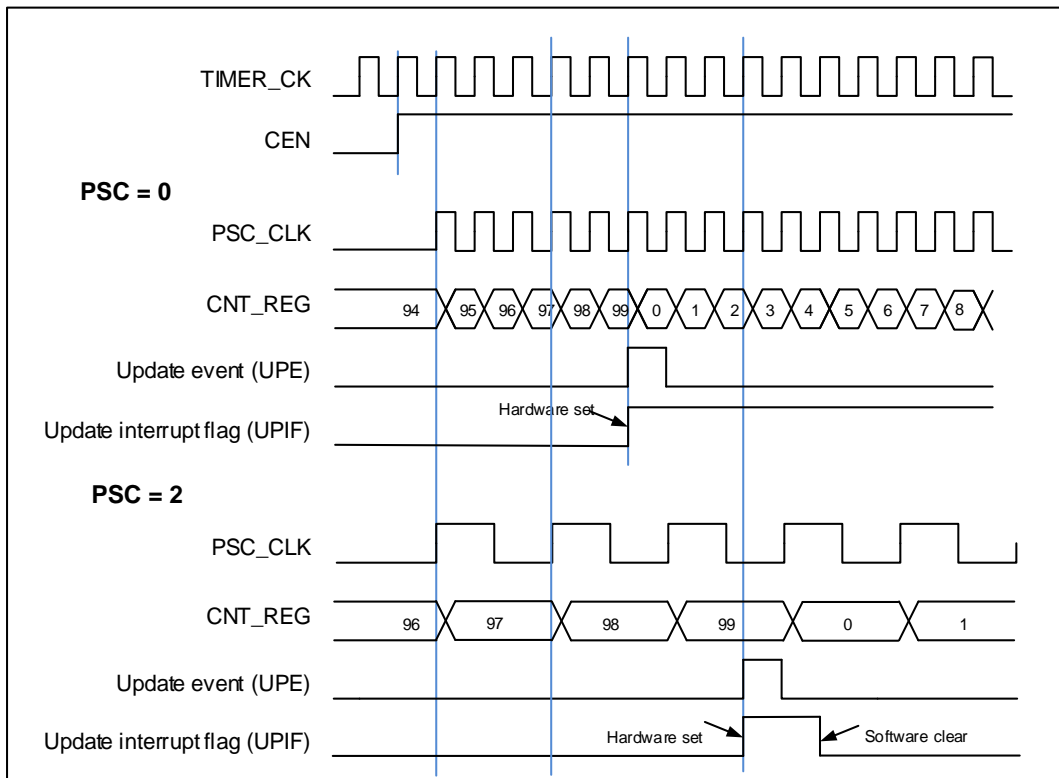 TIMER_CK
CEN
PSC = 0
PSC_CLK
CNT_REG 94 95 96 97 98 99 0 1 2 3 4 5 6 7 8
Update event (UPE)
Hardware set
Update interrupt flag (UPIF)
PSC = 2
PSC_CLK
CNT_REG 96 97 98 99 0 1
Update event (UPE)
Update interrupt flag (UPIF) Hardware set Software clear